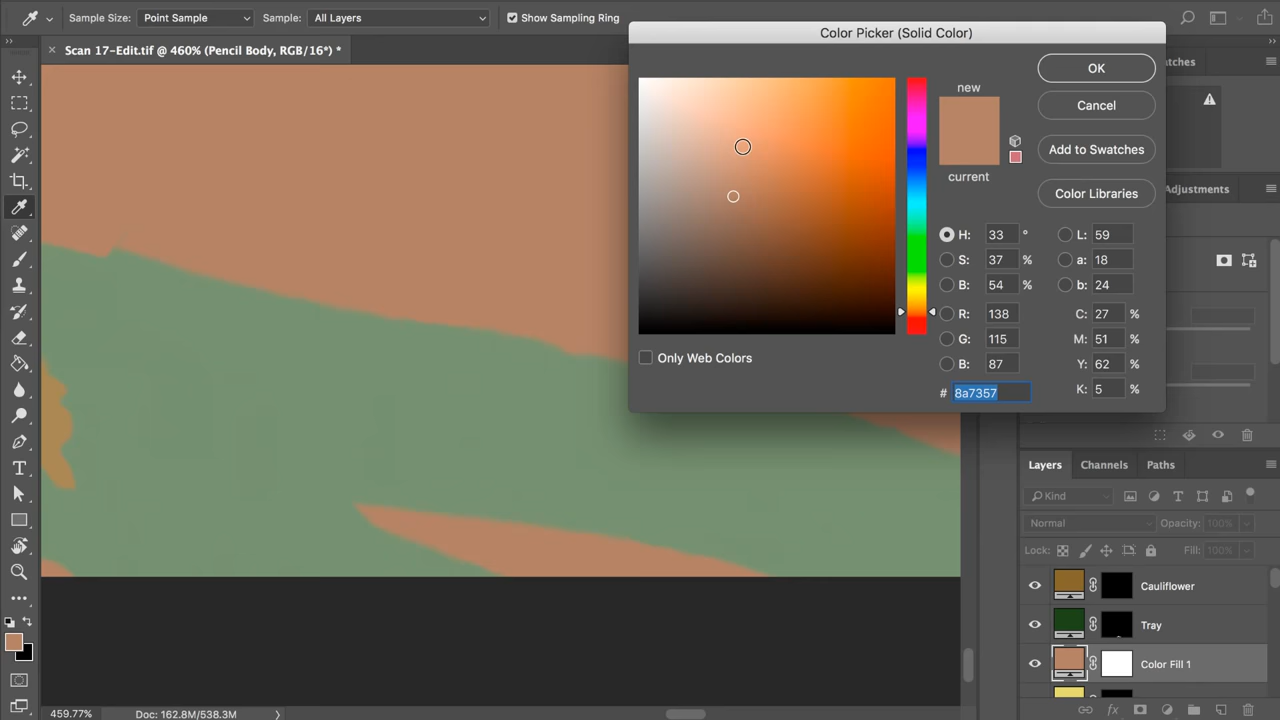 Sample Size: Point Sample Sample: All Layers Show Sampling Ring
Scan 17-Edit.tif @ 460% (Pencil Body, RGB/16*) *
Color Picker (Solid Color)
new
current
OK
Cancel
Add to Swatches
Color Libraries
H: 33 °
S: 37 %
B: 54 %
R: 138
G: 115
B: 87
# 8a7357
L: 59
a: 18
b: 24
C: 27 %
M: 51 %
Y: 62 %
K: 5 %
Only Web Colors
atches
Adjustments
Layers Channels Paths
Kind
Normal Opacity: 100%
Lock: Fill: 100%
Cauliflower
Tray
Color Fill 1
459.77% Doc: 162.8M/538.3M